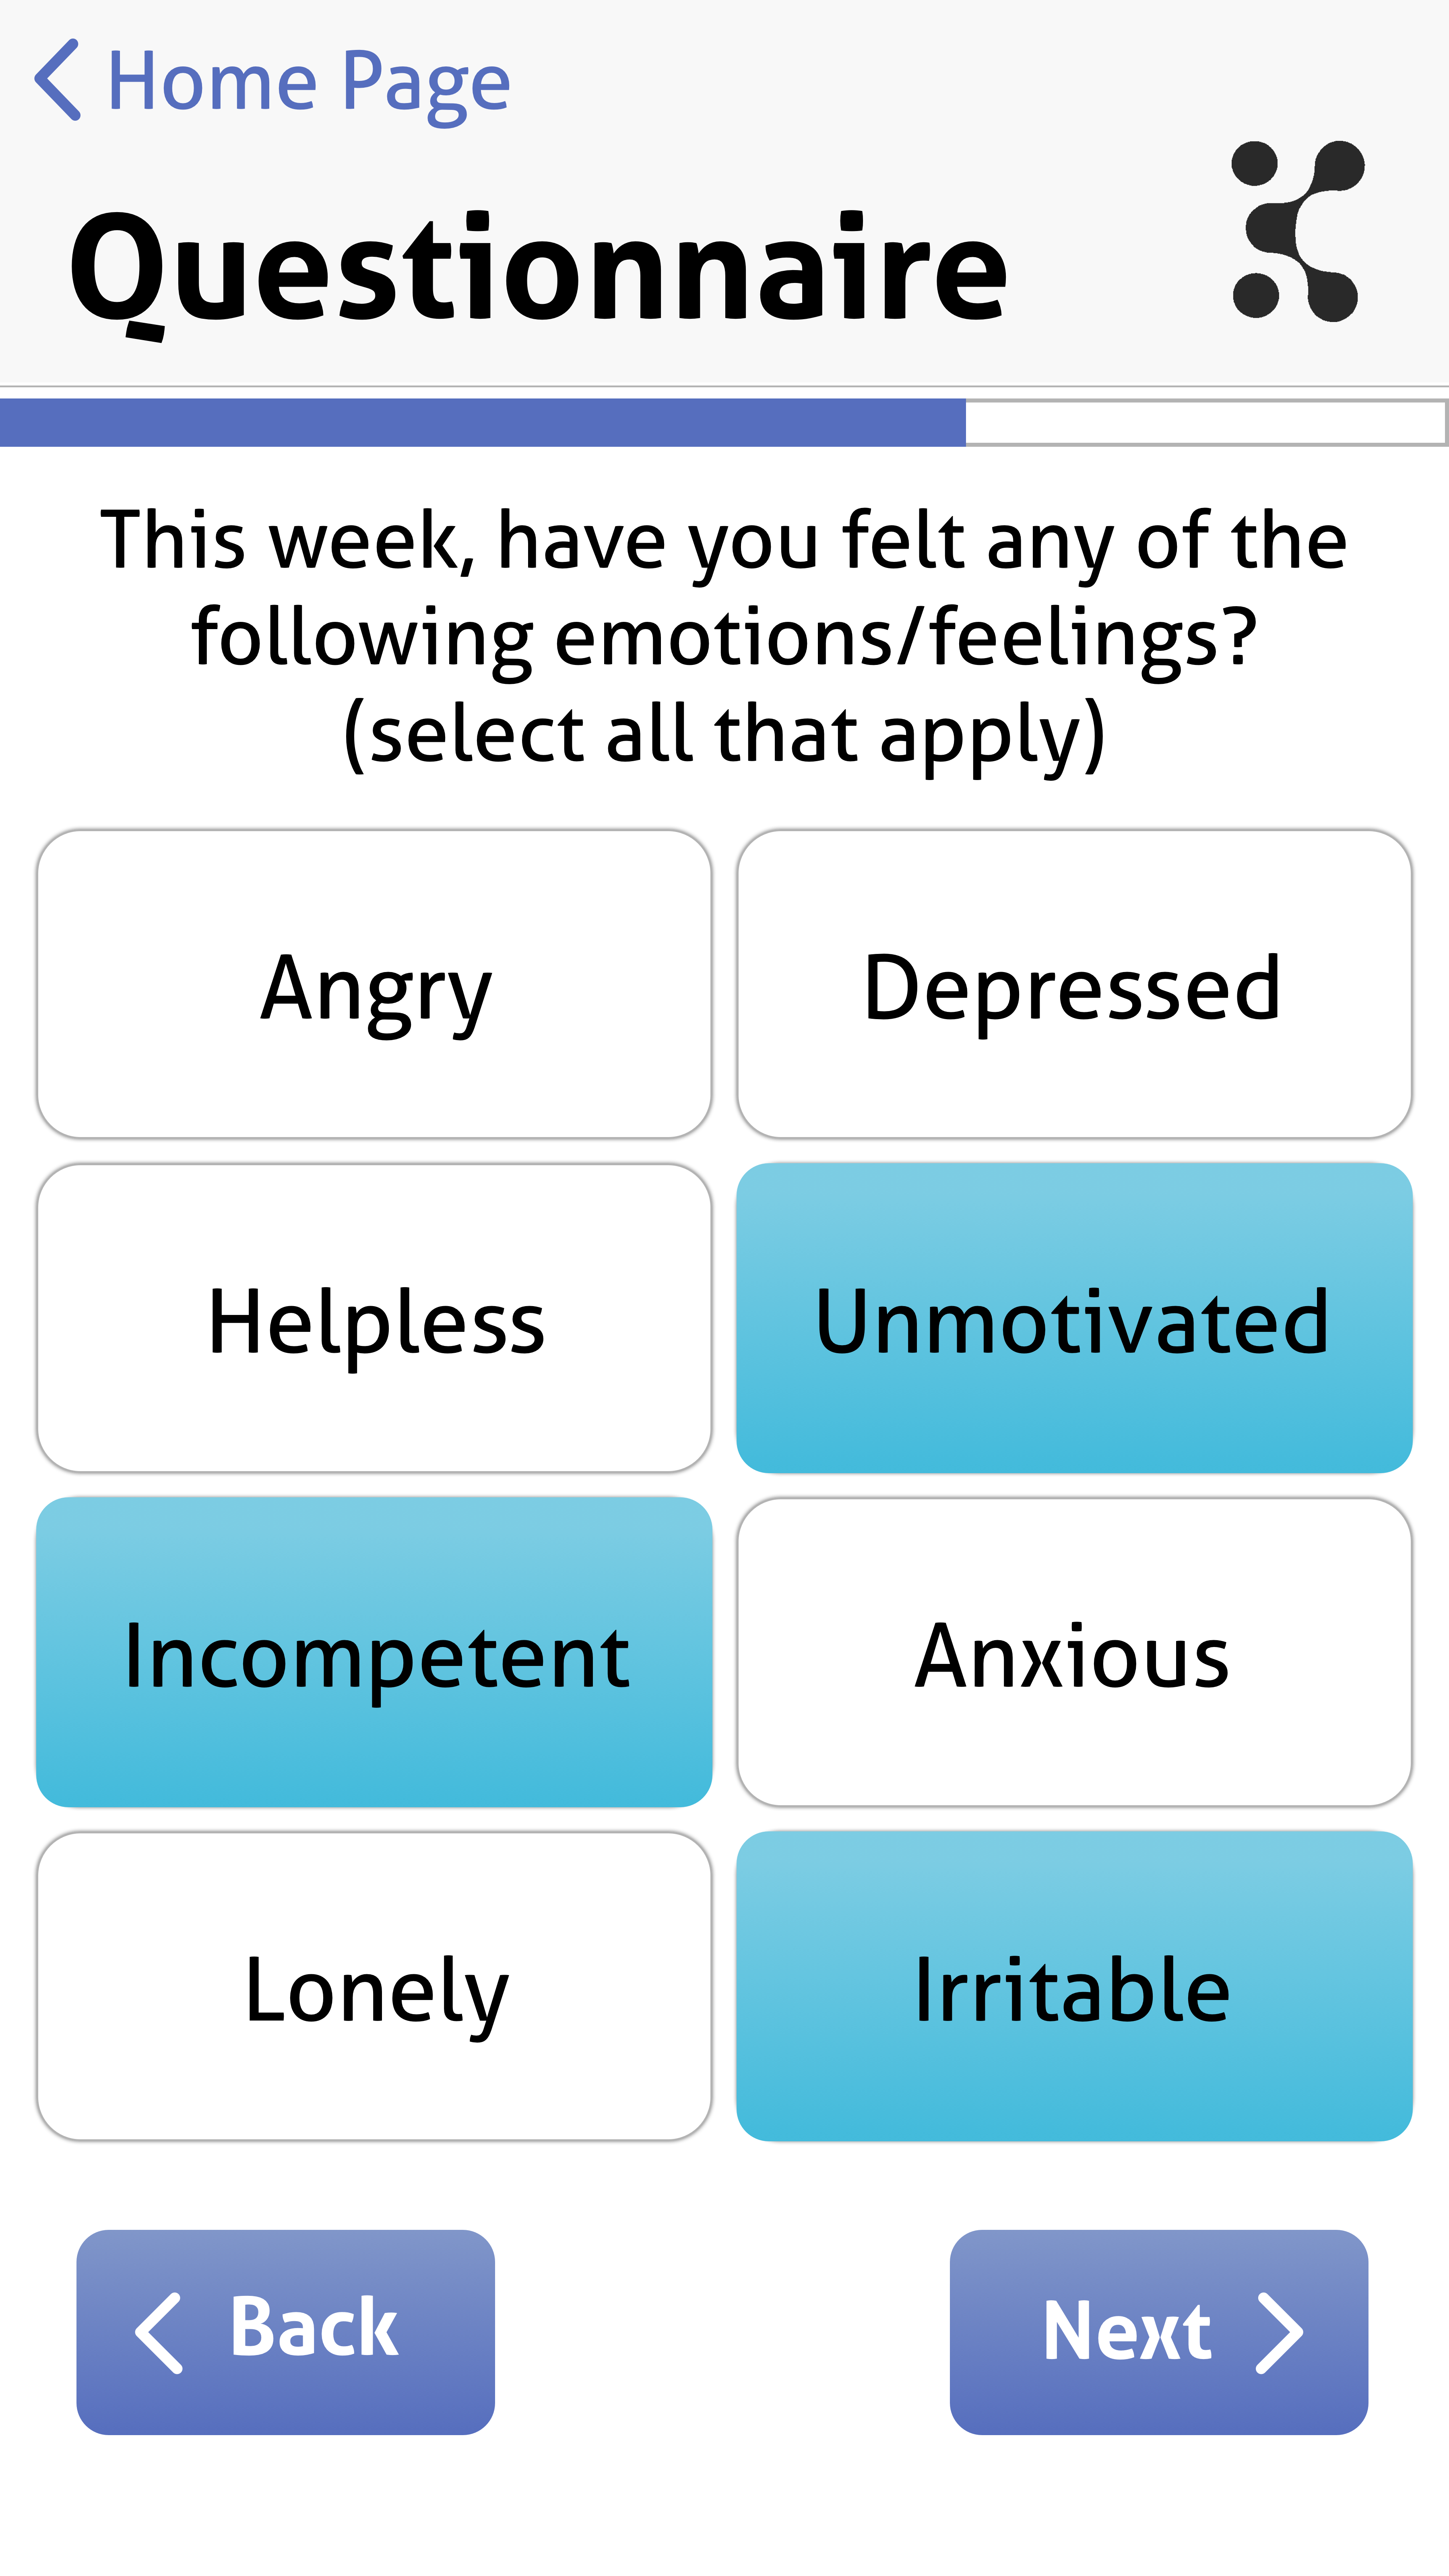 Home Page
Questionnaire
This week, have you felt any of the
following emotions/feelings?
(select all that apply)
Angry
Depressed
Helpless
Unmotivated
Incompetent
Anxious
Lonely
Irritable
Back
Next